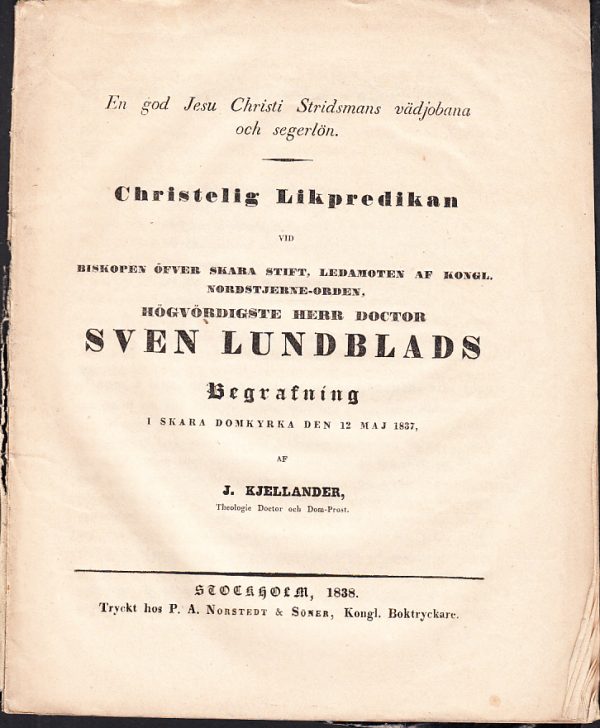 En god Jesu Christi Stridsmans vädjobana
och segerlön.
Christelig Likpredikan
VID
BISKOPEN ÖFVER SKARA STIFT, LEDAMOTEN AF KONGL.
NORDSTJERNE-ORDEN,
HÖGVÖRDIGSTE HERR DOCTOR
SVEN LUNDBLADS
Begrafning
I SKARA DOMKYRKA DEN 12 MAJ 1837,
AF
J. KJELLANDER,
Theologie Doctor och Dom-Prost.
STOCKHOLM, 1838.
Tryckt hos P. A. NORSTEDT & SÖNER, Kongl. Boktryckare.